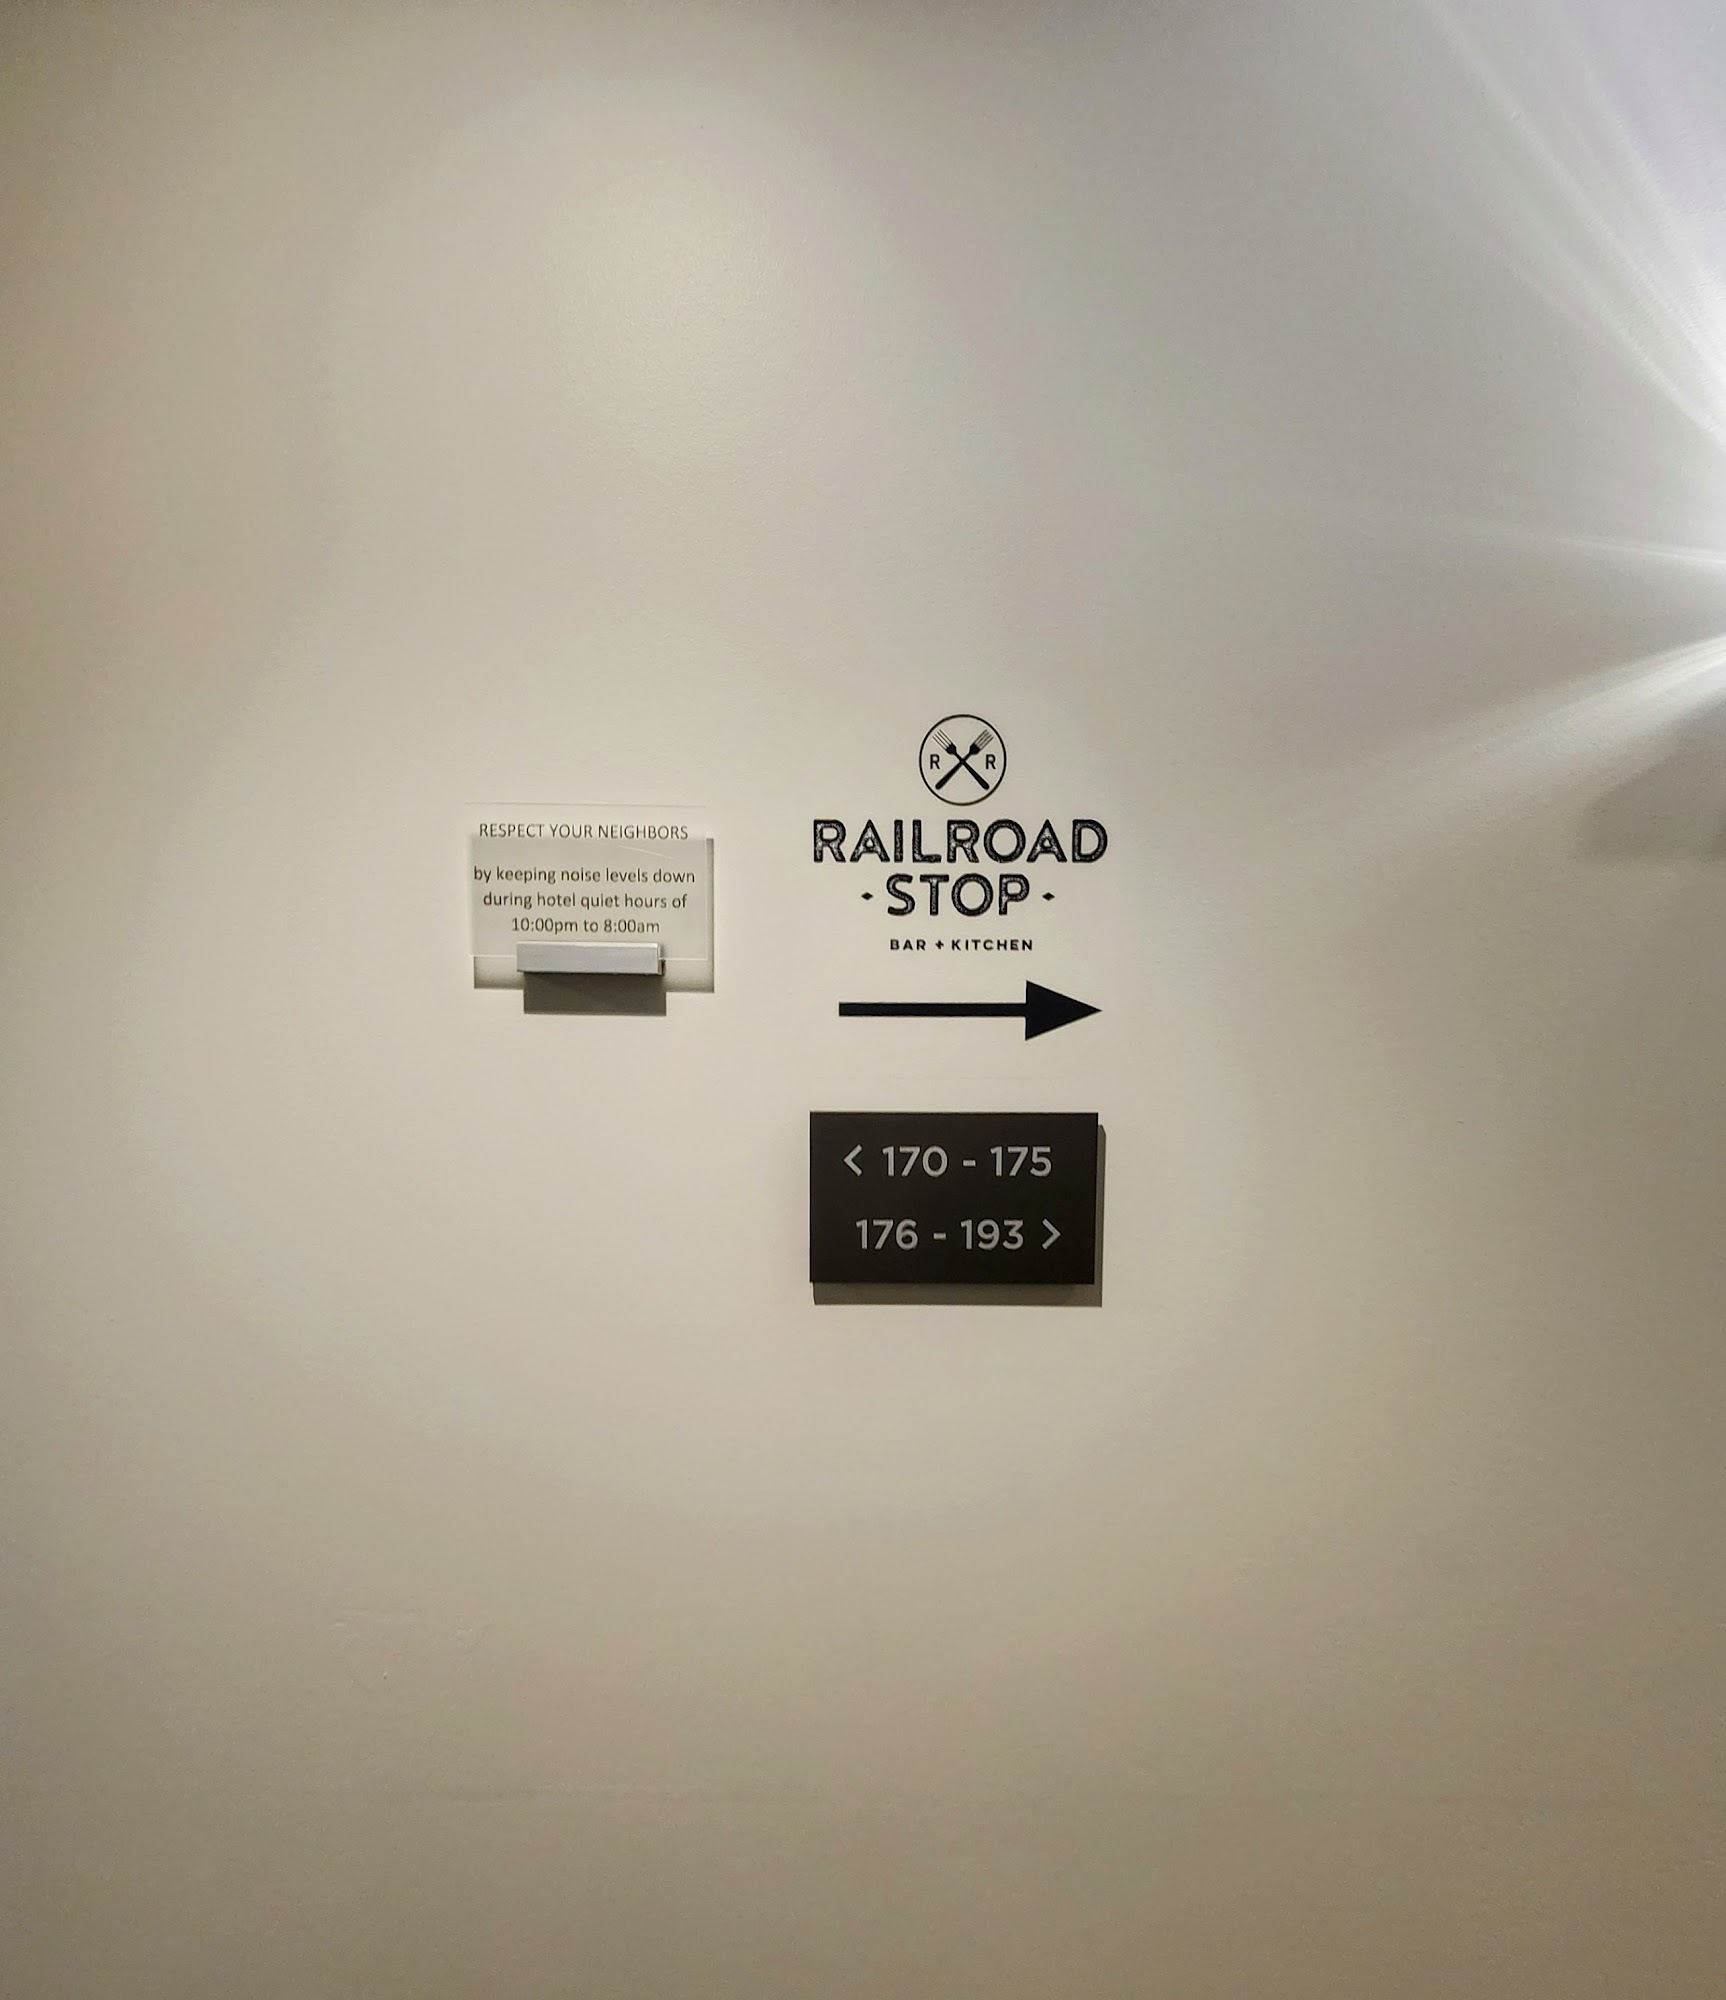 RESPECT YOUR NEIGHBORS
by keeping noise levels down
during hotel quiet hours of
10:00pm to 8:00am
R R
RAILROAD
· STOP ·
BAR + KITCHEN
< 170 - 175
176 - 193 >